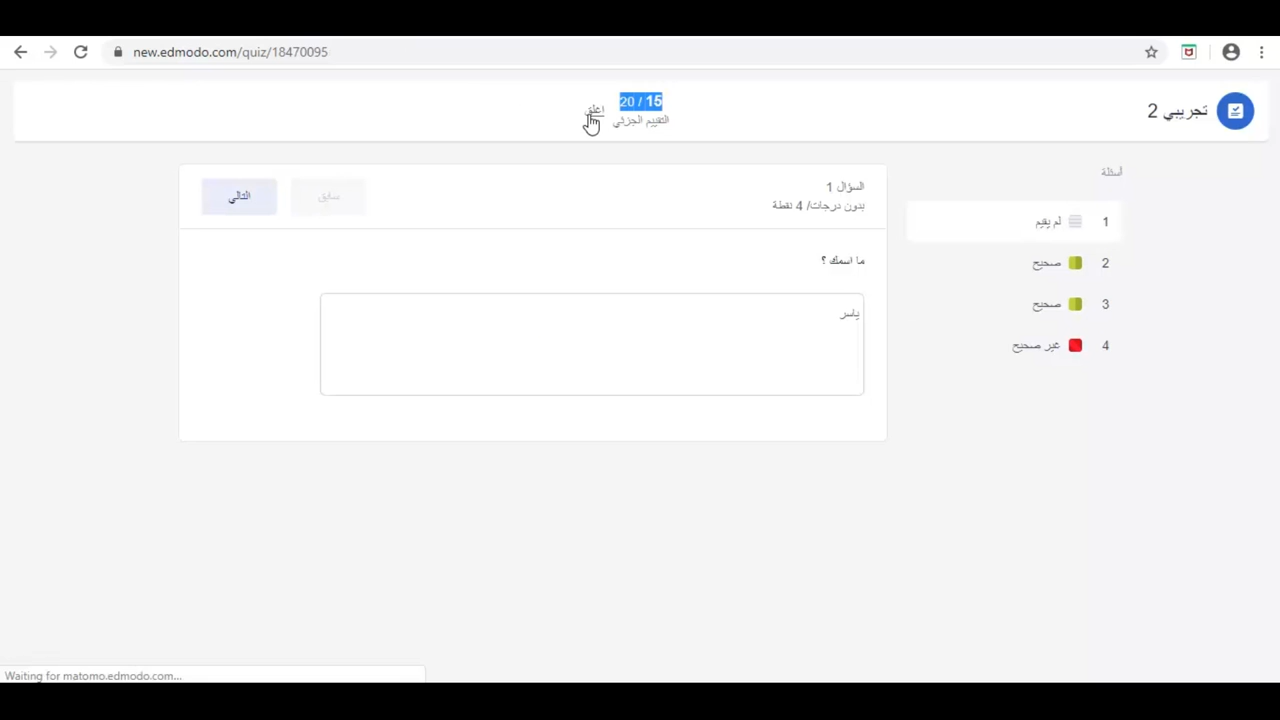 new.edmodo.com/quiz/18470095
تجريبي 2
15 / 20
التقييم الجزئي
اغلق
أسئلة
1 لم يقيم
2 صحيح
3 صحيح
4 غير صحيح
السؤال 1
بدون درجات/ 4 نقطة
سابق
التالي
ما اسمك ؟
ياسر
Waiting for matomo.edmodo.com...